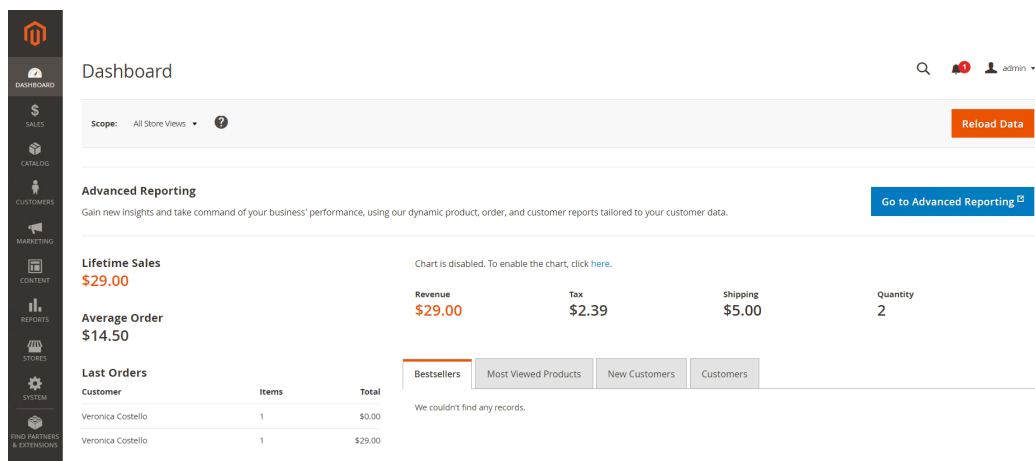 Dashboard
1
admin
DASHBOARD
SALES
CATALOG
CUSTOMERS
MARKETING
CONTENT
REPORTS
STORES
SYSTEM
FIND PARTNERS
& EXTENSIONS
Scope: All Store Views ?
Reload Data
Advanced Reporting
Gain new insights and take command of your business' performance, using our dynamic product, order, and customer reports tailored to your customer data.
Go to Advanced Reporting
Lifetime Sales
$29.00
Average Order
$14.50
Chart is disabled. To enable the chart, click here.
Revenue Tax Shipping Quantity
$29.00 $2.39 $5.00 2
Last Orders
Customer Items Total
Veronica Costello 1 $0.00
Veronica Costello 1 $29.00
Bestsellers Most Viewed Products New Customers Customers
We couldn't find any records.